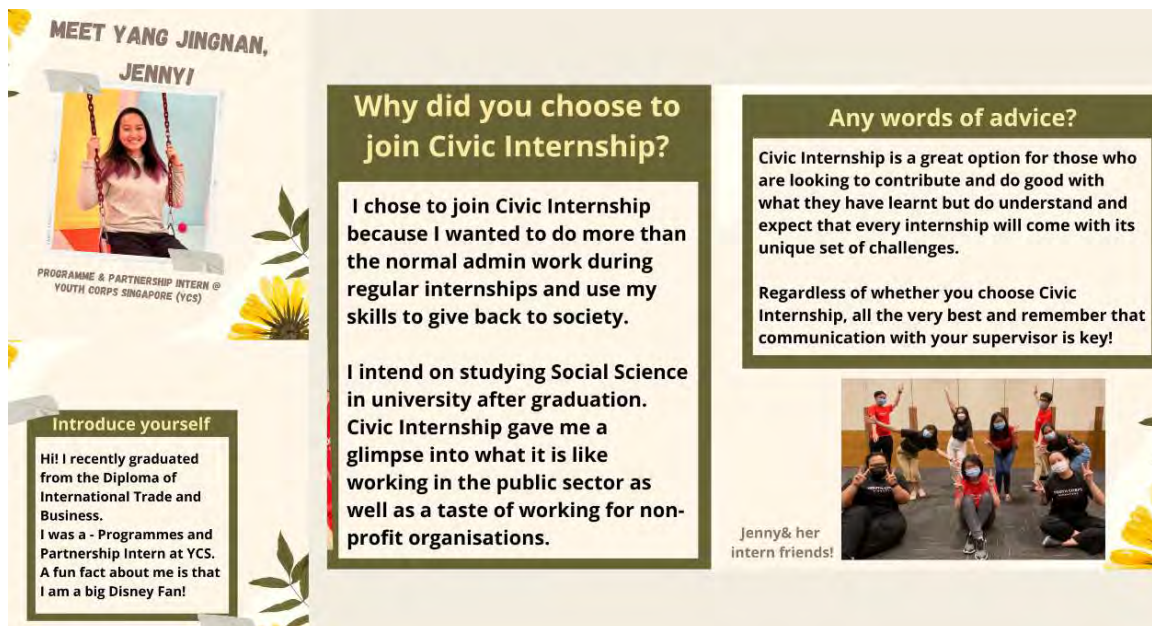 MEET YANG JINGNAN,
JENNY!
PROGRAMME & PARTNERSHIP INTERN @
YOUTH CORPS SINGAPORE (YCS)
Introduce yourself
Hi! I recently graduated
from the Diploma of
International Trade and
Business.
I was a - Programmes and
Partnership Intern at YCS.
A fun fact about me is that
I am a big Disney Fan!
Why did you choose to
join Civic Internship?
I chose to join Civic Internship
because I wanted to do more than
the normal admin work during
regular internships and use my
skills to give back to society.
I intend on studying Social Science
in university after graduation.
Civic Internship gave me a
glimpse into what it is like
working in the public sector as
well as a taste of working for non-
profit organisations.
Any words of advice?
Civic Internship is a great option for those who
are looking to contribute and do good with
what they have learnt but do understand and
expect that every internship will come with its
unique set of challenges.
Regardless of whether you choose Civic
Internship, all the very best and remember that
communication with your supervisor is key!
Jenny& her
intern friends!